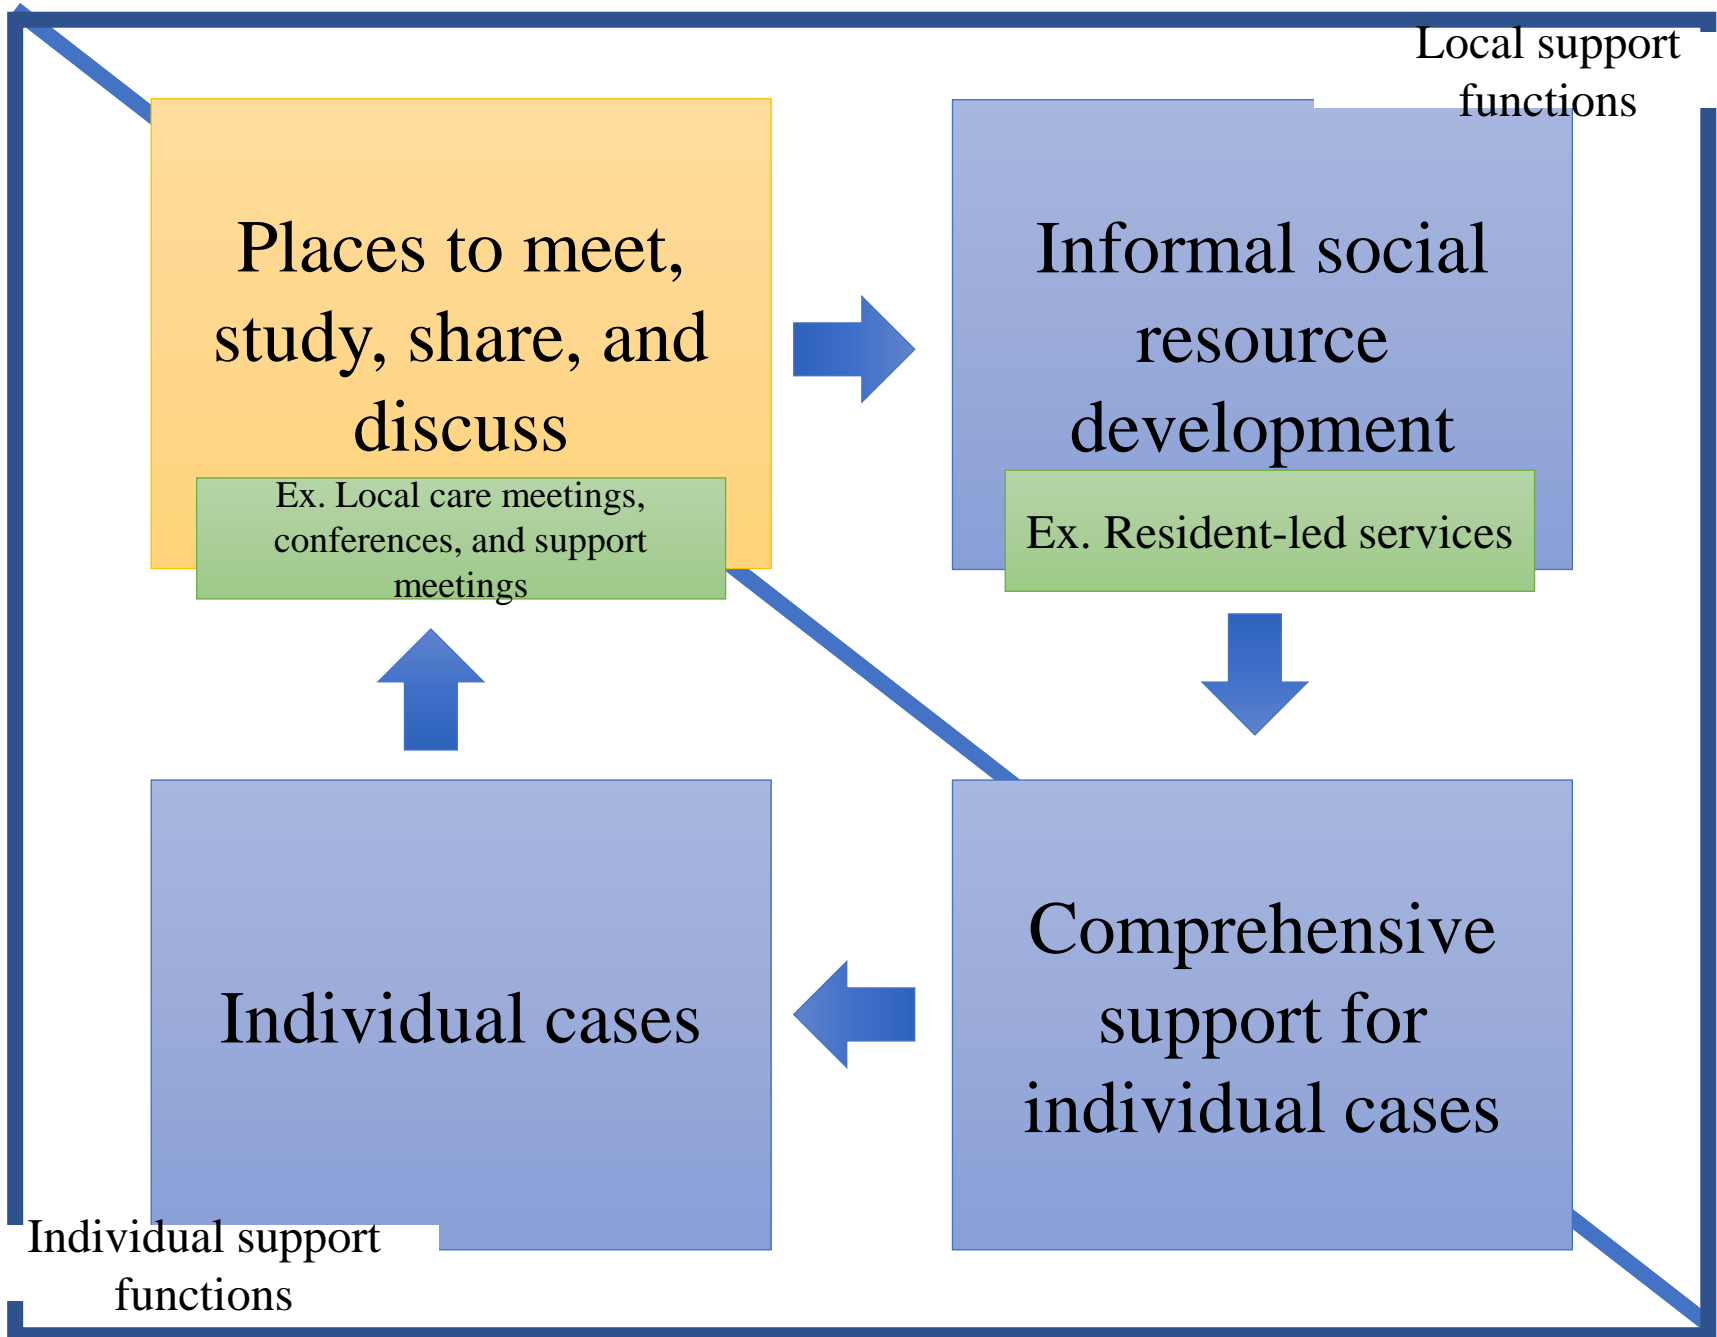 Local support
functions
Places to meet,
study, share, and
discuss
Ex. Local care meetings,
conferences, and support
meetings
Informal social
resource
development
Ex. Resident-led services
Individual cases
Comprehensive
support for
individual cases
Individual support
functions